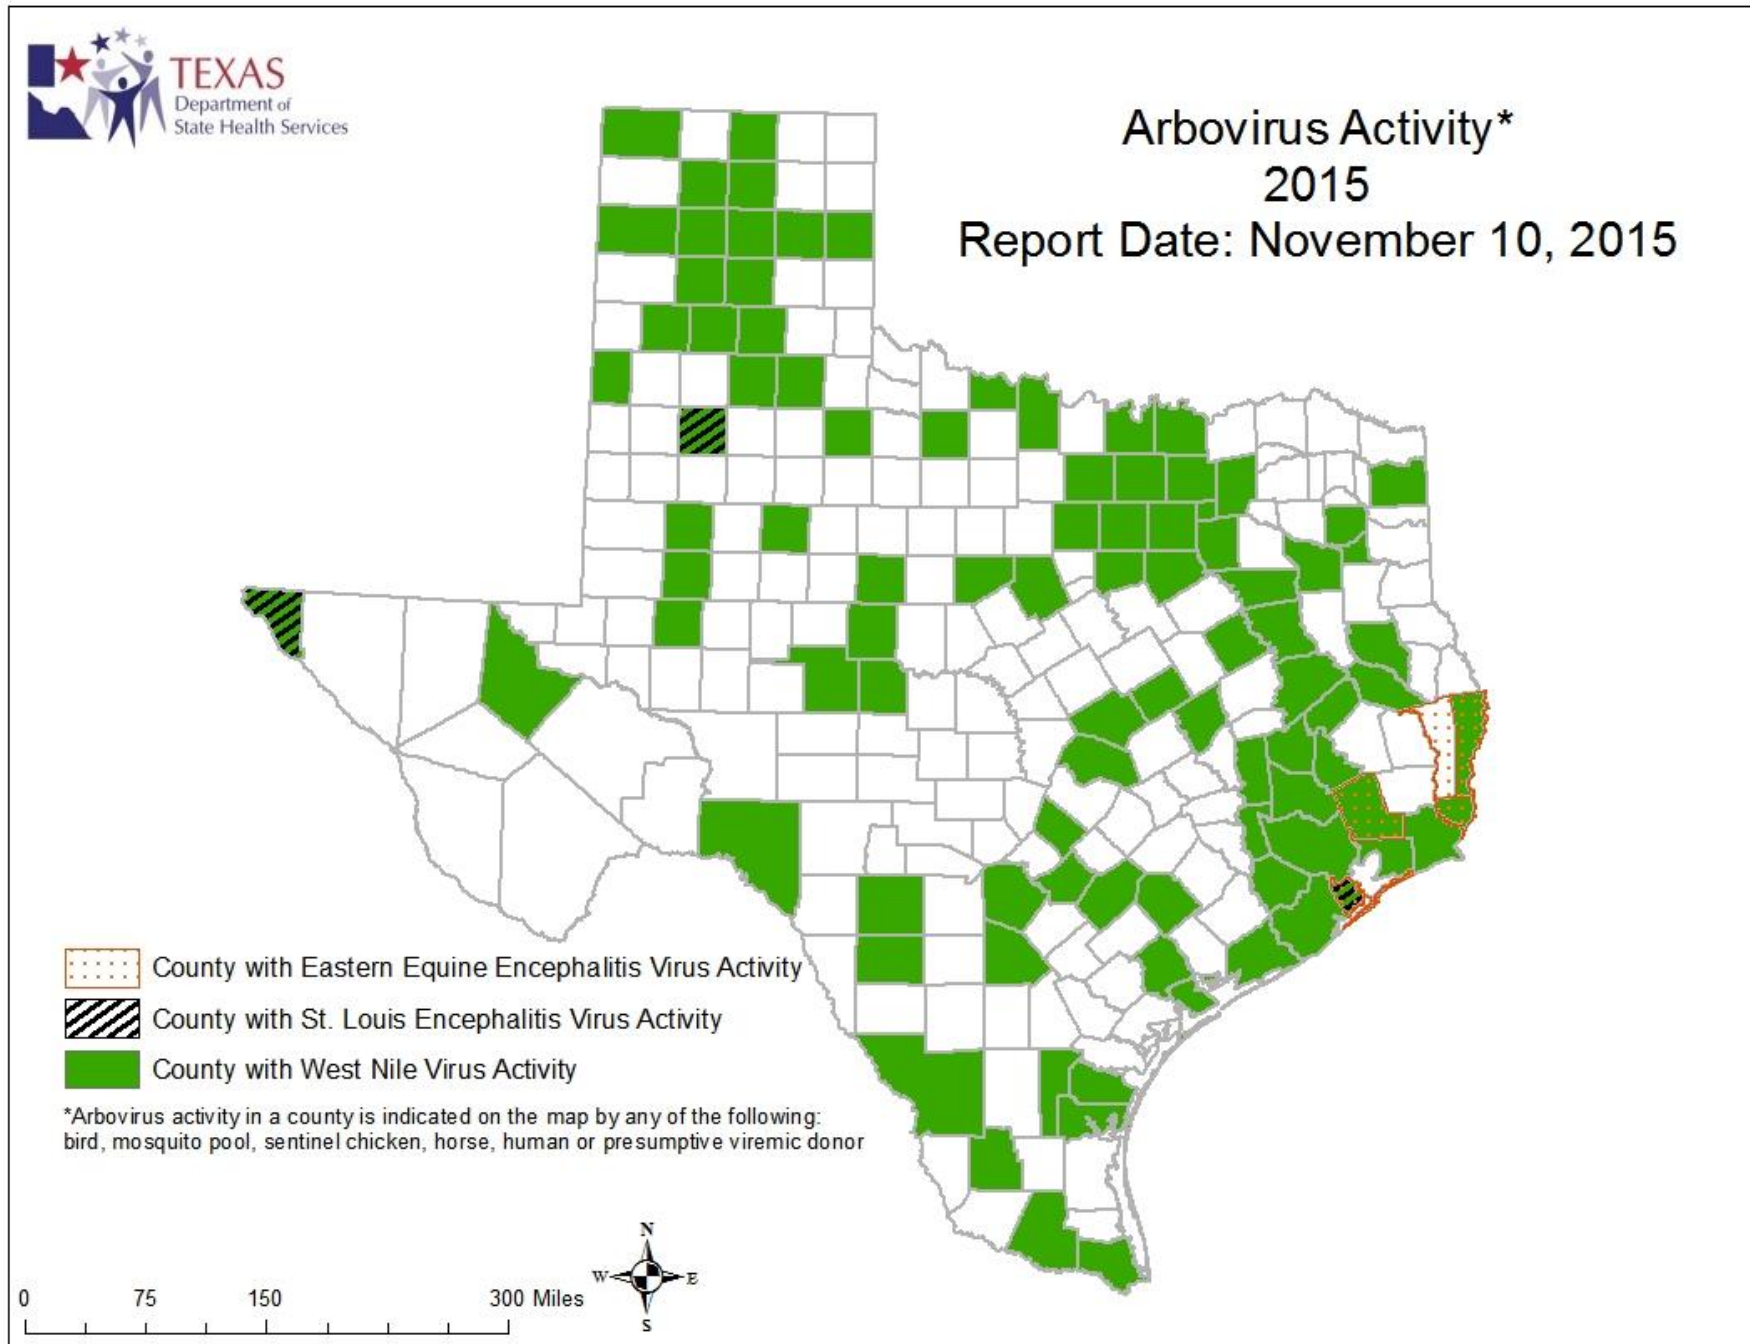 TEXAS
Department of
State Health Services
Arbovirus Activity*
2015
Report Date: November 10, 2015
County with Eastern Equine Encephalitis Virus Activity
County with St. Louis Encephalitis Virus Activity
County with West Nile Virus Activity
*Arbovirus activity in a county is indicated on the map by any of the following:
bird, mosquito pool, sentinel chicken, horse, human or presumptive viremic donor
N
W E
S
0 75 150 300 Miles